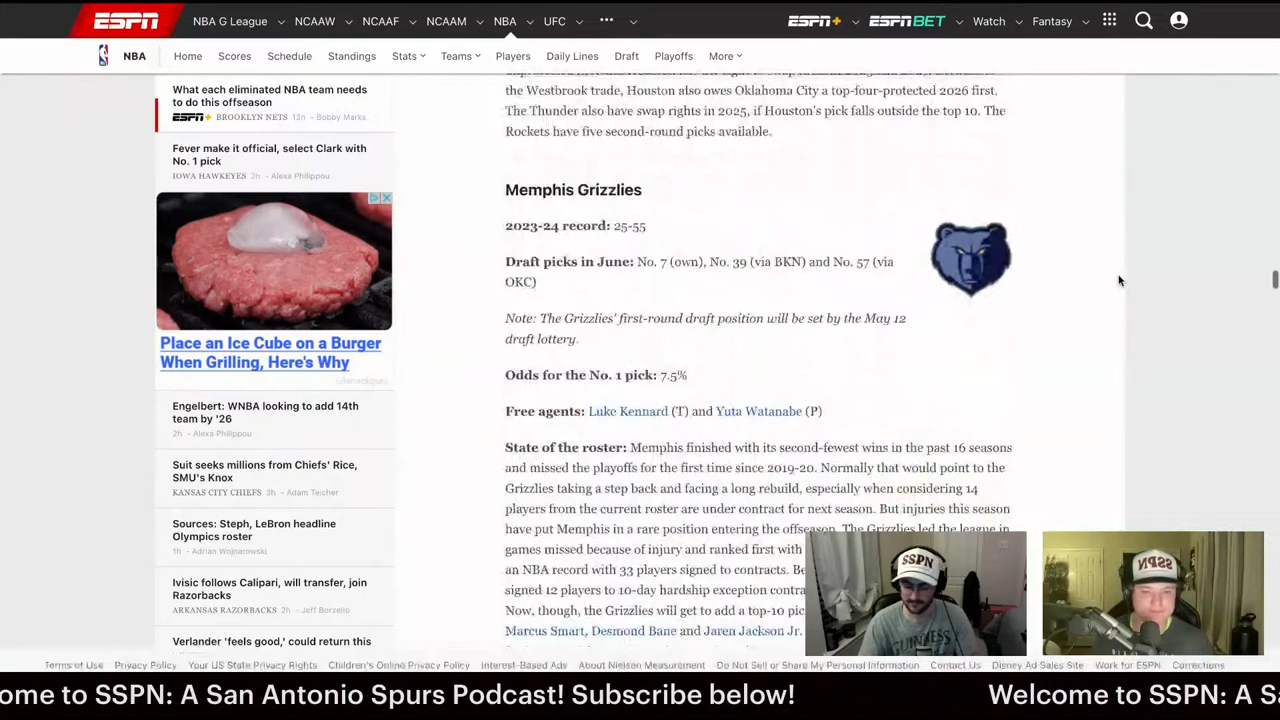 ESPN
NBA G League
NCAAW
NCAAF
NCAAM
NBA
UFC
ESPN+
ESPN BET
Watch
Fantasy
NBA
Home
Scores
Schedule
Standings
Stats
Teams
Players
Daily Lines
Draft
Playoffs
More
What each eliminated NBA team needs
to do this offseason
ESPN+ BROOKLYN NETS 13h - Bobby Marks
Fever make it official, select Clark with
No. 1 pick
IOWA HAWKEYES 2h - Alexa Philippou
Place an Ice Cube on a Burger
When Grilling, Here's Why
Engelbert: WNBA looking to add 14th
team by '26
2h - Alexa Philippou
Suit seeks millions from Chiefs' Rice,
SMU's Knox
KANSAS CITY CHIEFS 3h - Adam Teicher
Sources: Steph, LeBron headline
Olympics roster
1h - Adrian Wojnarowski
Ivisic follows Calipari, will transfer, join
Razorbacks
ARKANSAS RAZORBACKS 2h - Jeff Borzello
Verlander 'feels good,' could return this
the Westbrook trade, Houston also owes Oklahoma City a top-four-protected 2026 first.
The Thunder also have swap rights in 2025, if Houston's pick falls outside the top 10. The
Rockets have five second-round picks available.
Memphis Grizzlies
2023-24 record: 25-55
Draft picks in June: No. 7 (own), No. 39 (via BKN) and No. 57 (via
OKC)
Note: The Grizzlies' first-round draft position will be set by the May 12
draft lottery.
Odds for the No. 1 pick: 7.5%
Free agents: Luke Kennard (T) and Yuta Watanabe (P)
State of the roster: Memphis finished with its second-fewest wins in the past 16 seasons
and missed the playoffs for the first time since 2019-20. Normally that would point to the
Grizzlies taking a step back and facing a long rebuild, especially when considering 14
players from the current roster are under contract for next season. But injuries this season
have put Memphis in a rare position entering the offseason. The Grizzlies led the league in
games missed because of injury and ranked first with
an NBA record with 33 players signed to contracts. Be
signed 12 players to 10-day hardship exception contra
Now, though, the Grizzlies will get to add a top-10 pic
Marcus Smart, Desmond Bane and Jaren Jackson Jr.
SSPN
SSPN
GUINNESS
Terms of Use
Privacy Policy
Your US State Privacy Rights
Children's Online Privacy Policy
Interest-Based Ads
About Nielsen Measurement
Do Not Sell or Share My Personal Information
Contact Us
Disney Ad Sales Site
Work for ESPN
Corrections
ome to SSPN: A San Antonio Spurs Podcast! Subscribe below!
Welcome to SSPN: A Sa